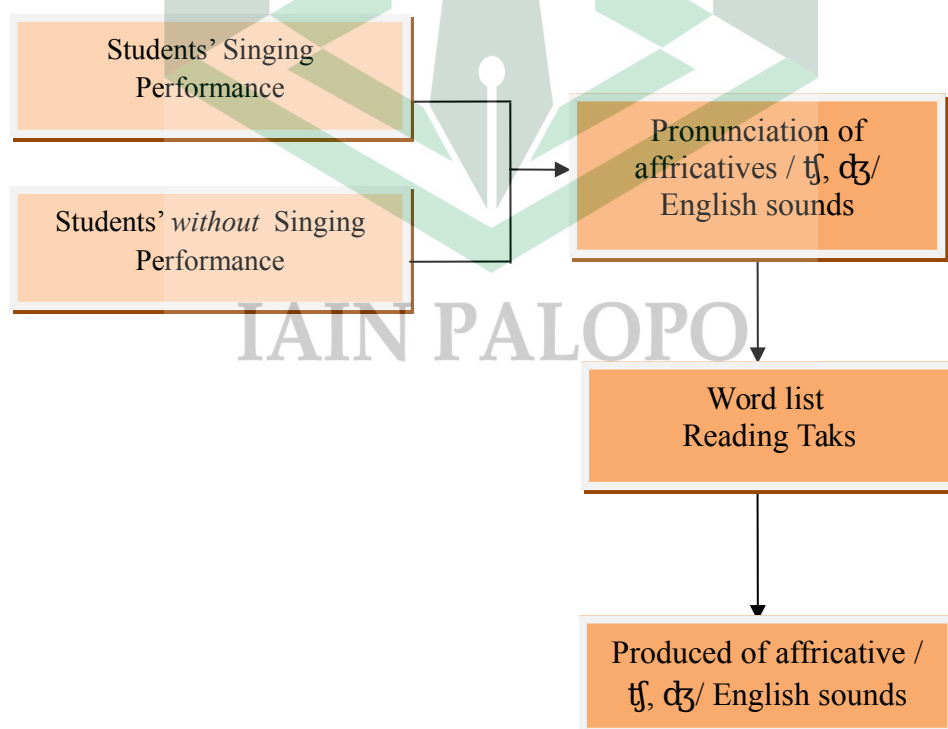 Students’ Singing
Performance
Students’ without Singing
Performance
Pronunciation of
affricatives / ʧ, ʤ/
English sounds
IAIN PALOPO
Word list
Reading Taks
Produced of affricative /
ʧ, ʤ/ English sounds